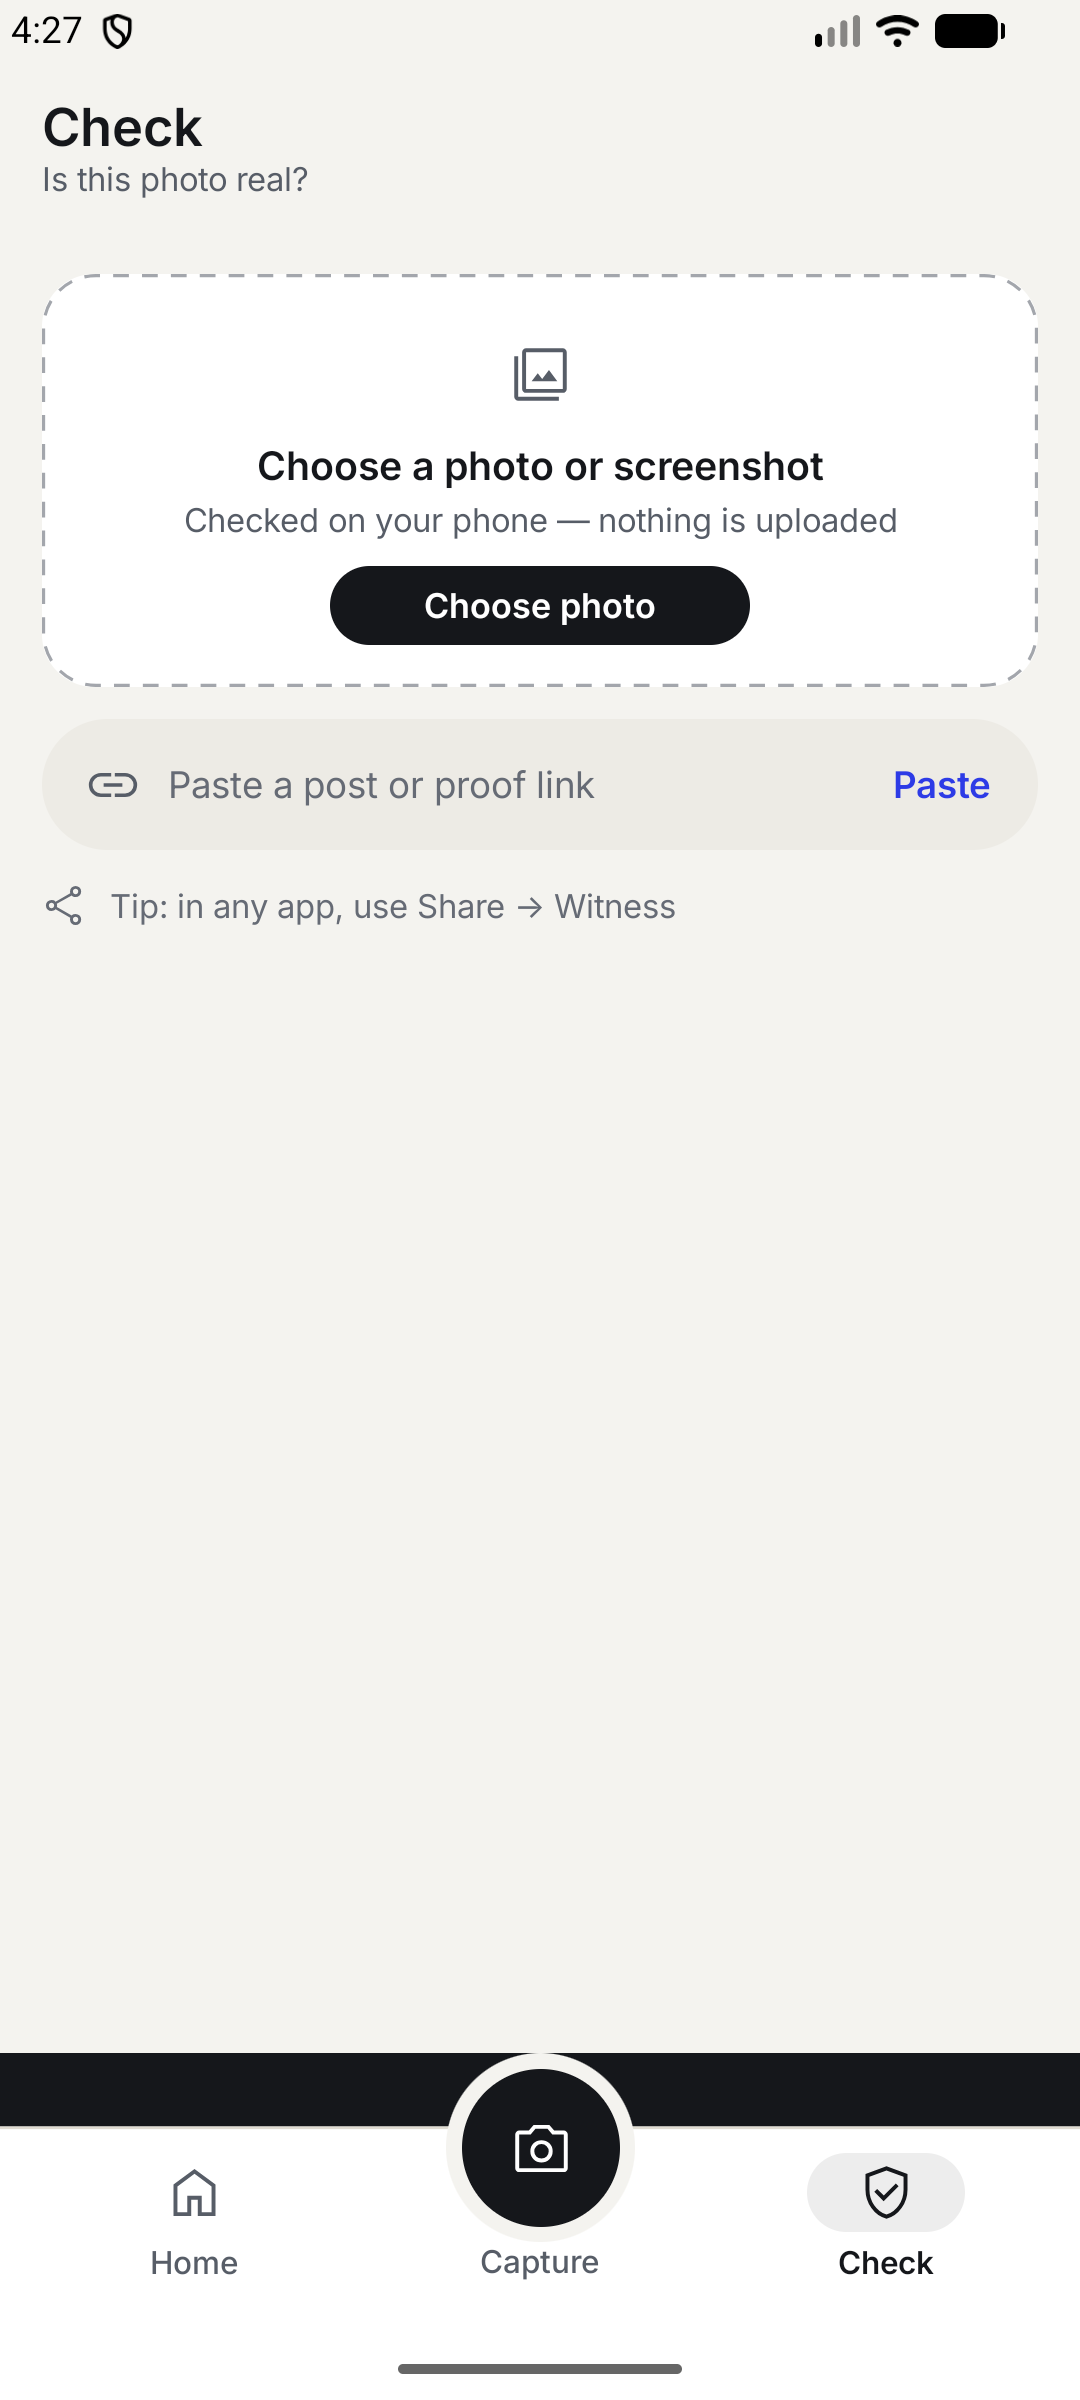 4:27
Check
Is this photo real?
Choose a photo or screenshot
Checked on your phone — nothing is uploaded
Choose photo
Paste a post or proof link
Paste
Tip: in any app, use Share → Witness
Home
Capture
Check